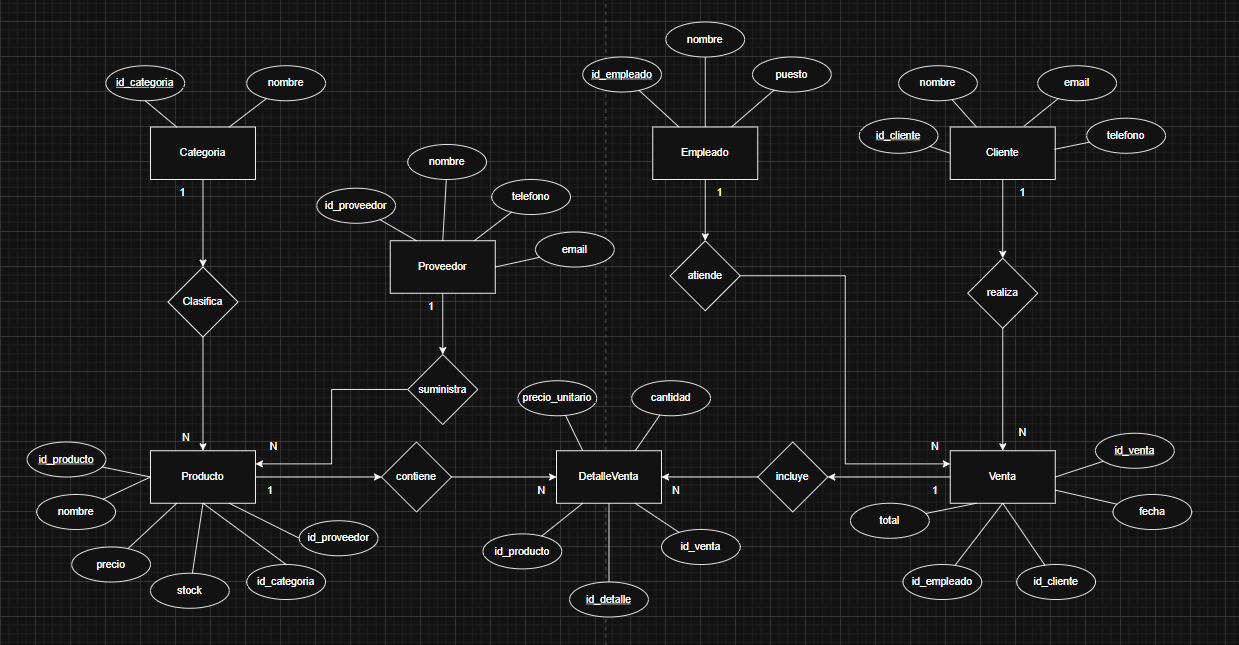 nombre
id_empleado
puesto
id_categoria
nombre
nombre
email
id_cliente
telefono
Categoria
Empleado
Cliente
nombre
1
1
1
telefono
id_proveedor
email
Proveedor
atiende
realiza
Clasifica
1
suministra
precio_unitario
cantidad
N
N
N
N
id_producto
id_venta
Producto
contiene
DetalleVenta
incluye
Venta
1
N
N
1
nombre
fecha
total
id_proveedor
id_producto
id_venta
precio
stock
id_categoria
id_empleado
id_cliente
id_detalle